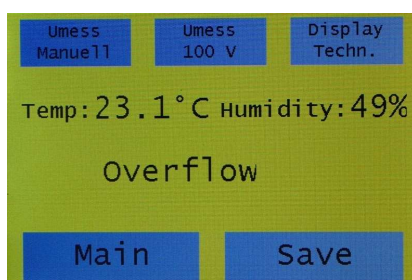 Umess Umess Display
Manuell 100 V Techn.
Temp:23.1°C Humidity:49%
Overflow
Main Save